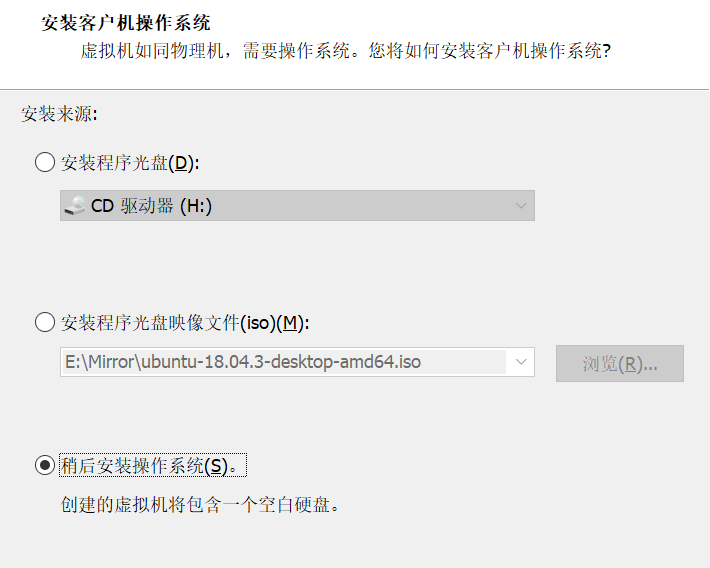 安装客户机操作系统
虚拟机如同物理机，需要操作系统。您将如何安装客户机操作系统?
安装来源:
安装程序光盘(D):
CD 驱动器 (H:)
安装程序光盘映像文件(iso)(M):
E:\Mirror\ubuntu-18.04.3-desktop-amd64.iso
浏览(R)...
稍后安装操作系统(S)。
创建的虚拟机将包含一个空白硬盘。